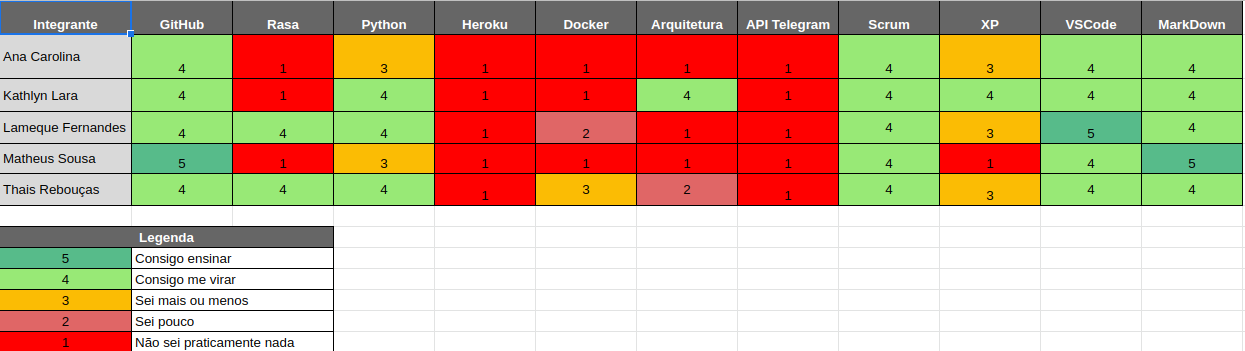 Integrante GitHub Rasa Python Heroku Docker Arquitetura API Telegram Scrum XP VSCode MarkDown
Ana Carolina 4 1 3 1 1 1 1 4 3 4 4
Kathlyn Lara 4 1 4 1 1 4 1 4 4 4 4
Lameque Fernandes 4 4 4 1 2 1 1 4 3 5 4
Matheus Sousa 5 1 3 1 1 1 1 4 1 4 5
Thais Rebouças 4 4 4 1 3 2 1 4 3 4 4
Legenda
5 Consigo ensinar
4 Consigo me virar
3 Sei mais ou menos
2 Sei pouco
1 Não sei praticamente nada